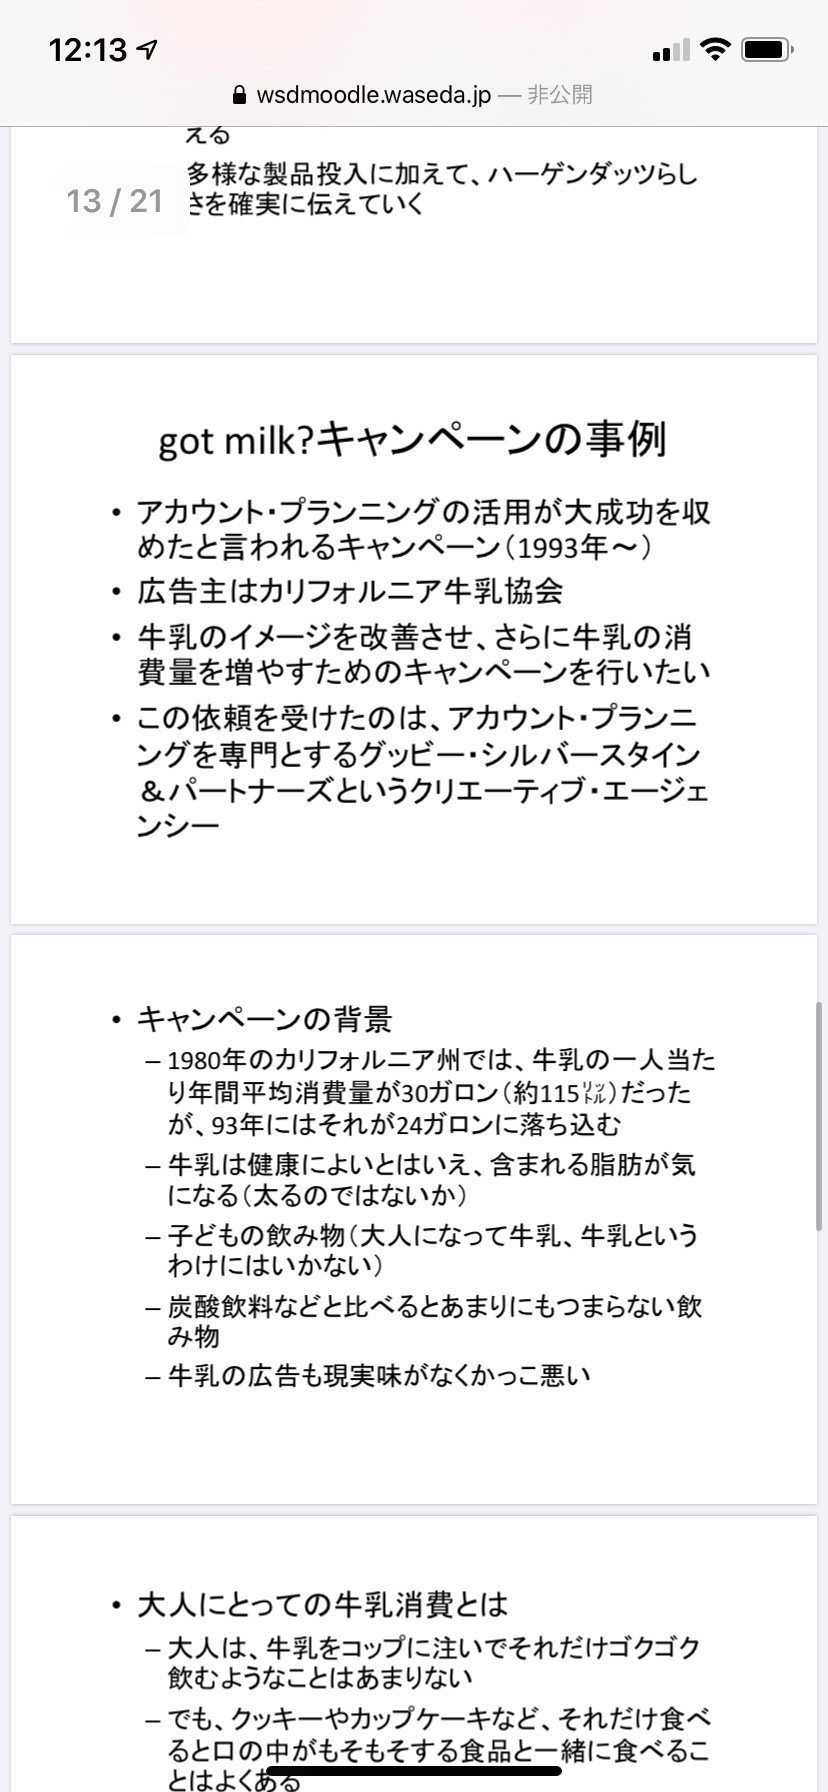 12:13
wsdmoodle.waseda.jp — 非公開
える
多様な製品投入に加えて、ハーゲンダッツらし
13 / 21
さを確実に伝えていく
got milk?キャンペーンの事例
• アカウント・プランニングの活用が大成功を収
めたと言われるキャンペーン（1993年～）
• 広告主はカリフォルニア牛乳協会
• 牛乳のイメージを改善させ、さらに牛乳の消
費量を増やすためのキャンペーンを行いたい
• この依頼を受けたのは、アカウント・プランニ
ングを専門とするグッビー・シルバースタイン
＆パートナーズというクリエーティブ・エージェ
ンシー
• キャンペーンの背景
– 1980年のカリフォルニア州では、牛乳の一人当た
り年間平均消費量が30ガロン（約115㍑）だった
が、93年にはそれが24ガロンに落ち込む
– 牛乳は健康によいとはいえ、含まれる脂肪が気
になる（太るのではないか）
– 子どもの飲み物（大人になって牛乳、牛乳という
わけにはいかない）
– 炭酸飲料などと比べるとあまりにもつまらない飲
み物
– 牛乳の広告も現実味がなくかっこ悪い
• 大人にとっての牛乳消費とは
– 大人は、牛乳をコップに注いでそれだけゴクゴク
飲むようなことはあまりない
– でも、クッキーやカップケーキなど、それだけ食べ
ると口の中がもそもそする食品と一緒に食べるこ
とはよくある